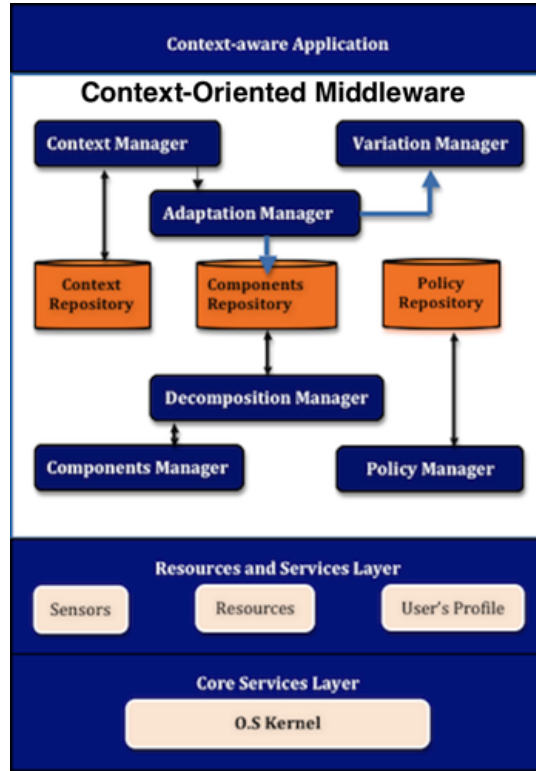 Context-aware Application
Context-Oriented Middleware
Context Manager
Variation Manager
Adaptation Manager
Context
Repository
Components
Repository
Policy
Repository
Decomposition Manager
Components Manager
Policy Manager
Resources and Services Layer
Sensors
Resources
User's Profile
Core Services Layer
O.S Kernel